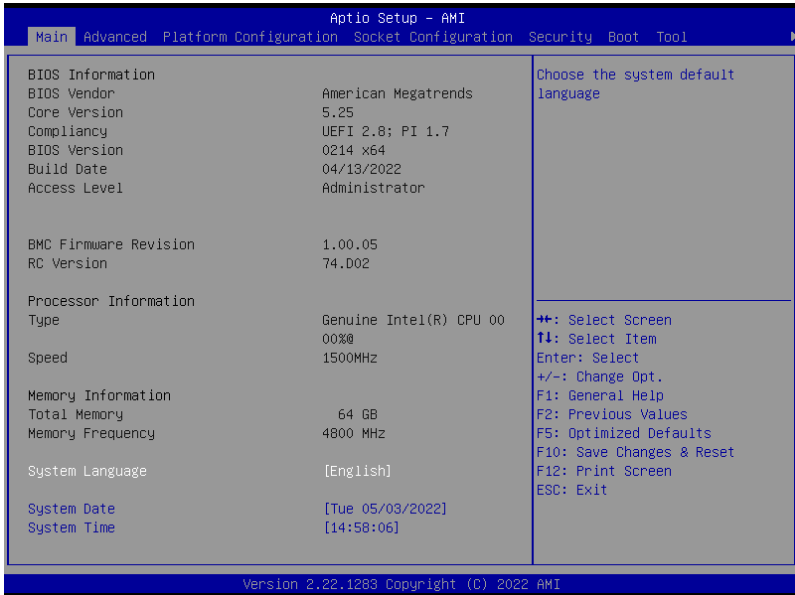 Aptio Setup – AMI
Main Advanced Platform Configuration Socket Configuration Security Boot Tool
BIOS Information
BIOS Vendor American Megatrends
Core Version 5.25
Compliancy UEFI 2.8; PI 1.7
BIOS Version 0214 x64
Build Date 04/13/2022
Access Level Administrator
BMC Firmware Revision 1.00.05
RC Version 74.D02
Processor Information
Type Genuine Intel(R) CPU 00
00%@
Speed 1500MHz
Memory Information
Total Memory 64 GB
Memory Frequency 4800 MHz
System Language [English]
System Date [Tue 05/03/2022]
System Time [14:58:06]
Choose the system default
language
→←: Select Screen
↑↓: Select Item
Enter: Select
+/-: Change Opt.
F1: General Help
F2: Previous Values
F5: Optimized Defaults
F10: Save Changes & Reset
F12: Print Screen
ESC: Exit
Version 2.22.1283 Copyright (C) 2022 AMI